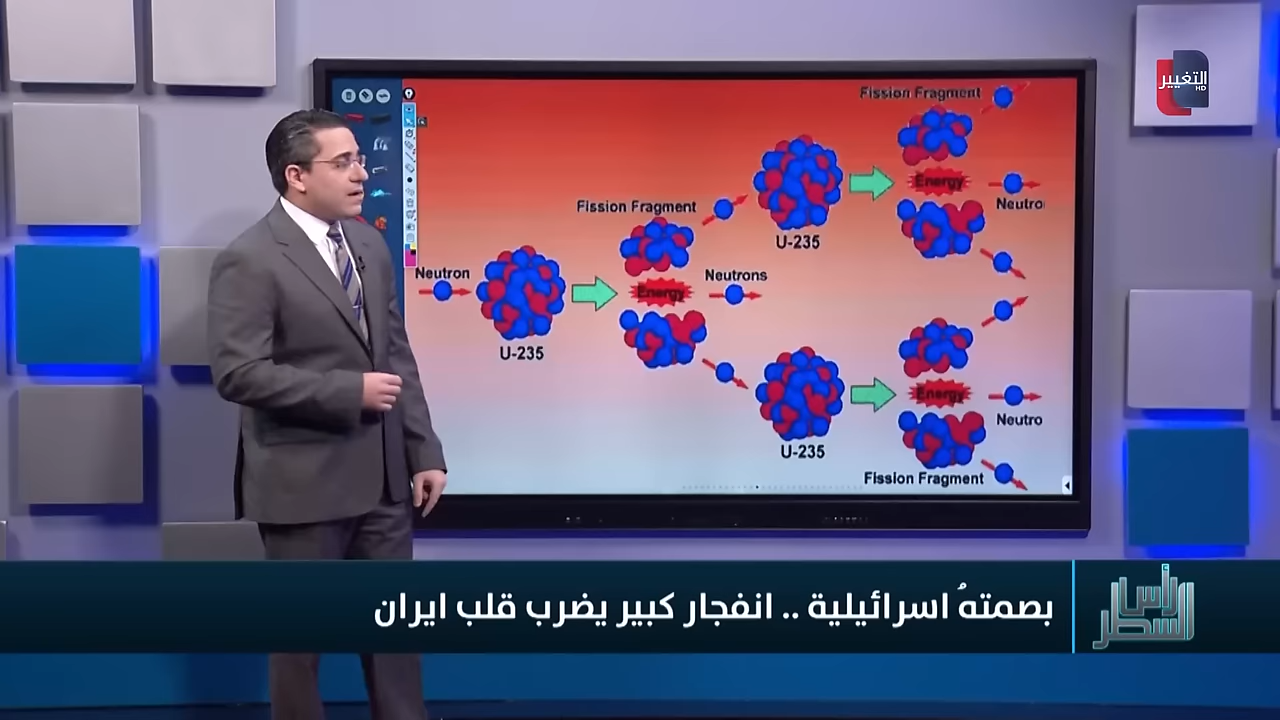 التغيير
HD
Fission Fragment
Energy
Neutro
U-235
Fission Fragment
Neutron
Energy
Neutrons
U-235
Energy
Neutro
U-235
Fission Fragment
رأس
السطر
بصمتهُ اسرائيلية .. انفجار كبير يضرب قلب ايران